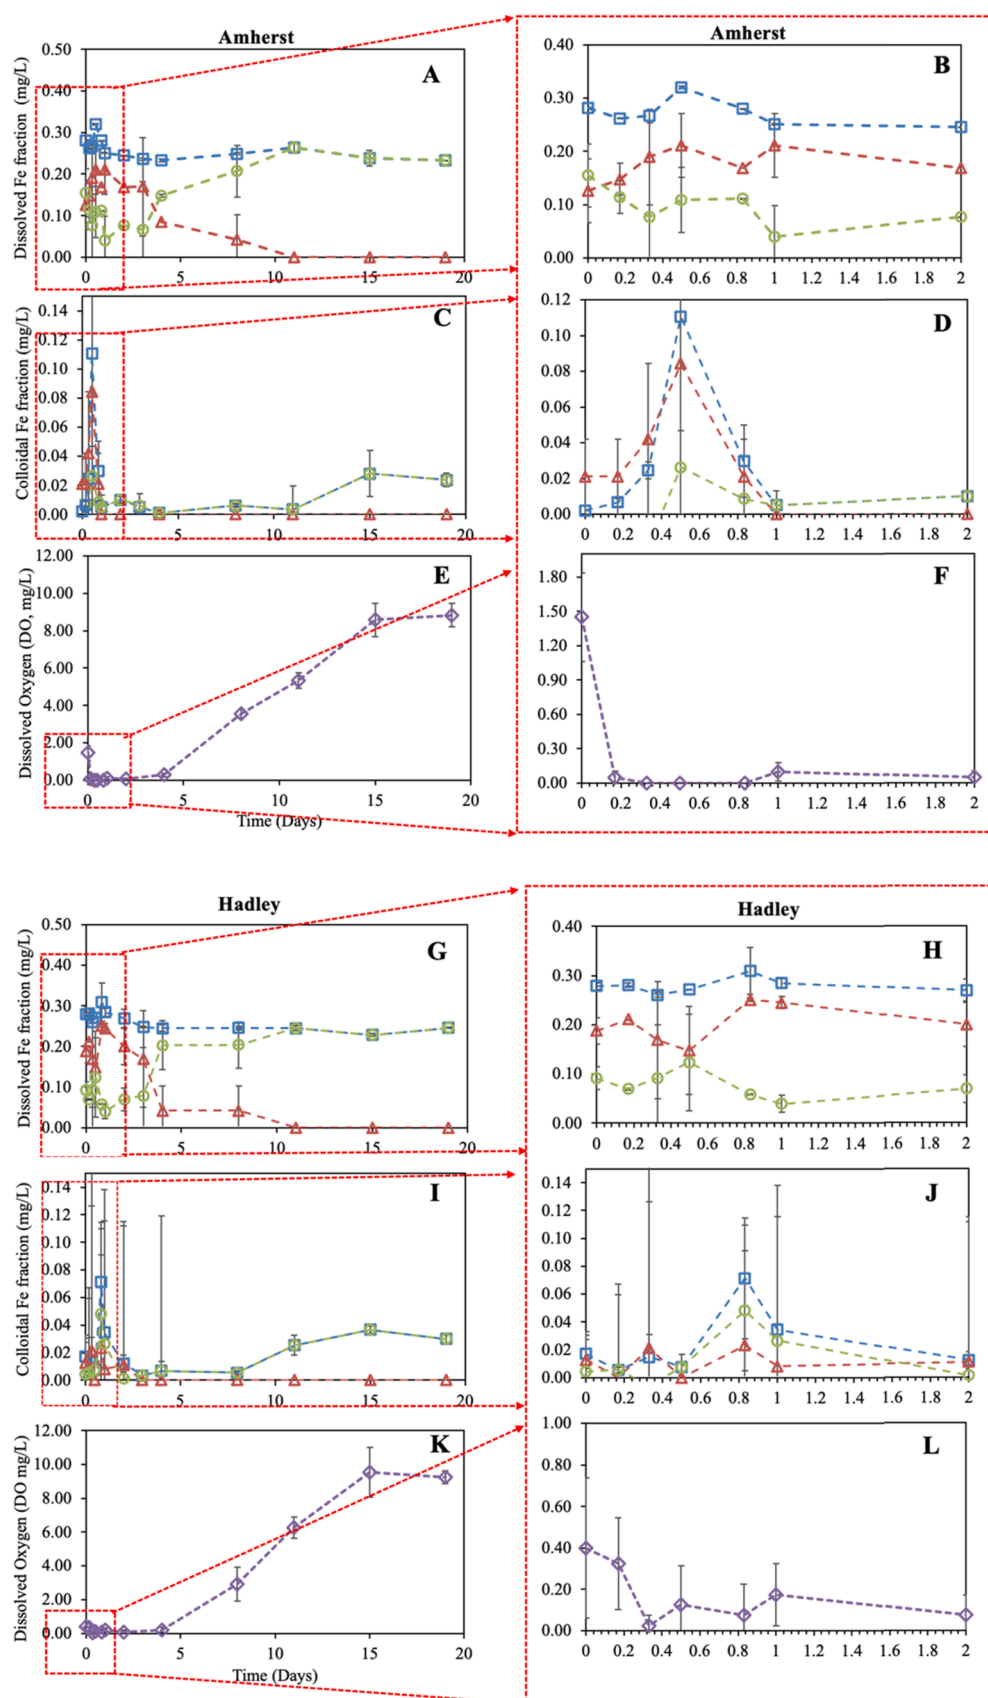 Amherst
A
Dissolved Fe fraction (mg/L)
0.50
0.40
0.30
0.20
0.10
0.00
0 5 10 15 20
Amherst
B
0.40
0.30
0.20
0.10
0.00
0 0.2 0.4 0.6 0.8 1.0 1.2 1.4 1.6 1.8 2
C
Colloidal Fe fraction (mg/L)
0.14
0.12
0.10
0.08
0.06
0.04
0.02
0.00
0 5 10 15 20
D
0.12
0.10
0.08
0.06
0.04
0.02
0.00
0 0.2 0.4 0.6 0.8 1.0 1.2 1.4 1.6 1.8 2
E
Dissolved Oxygen (DO, mg/L)
12.00
10.00
8.00
6.00
4.00
2.00
0.00
0 5 10 15 20
Time (Days)
F
1.80
1.50
1.20
0.90
0.60
0.30
0.00
0 0.2 0.4 0.6 0.8 1.0 1.2 1.4 1.6 1.8 2
Hadley
G
Dissolved Fe fraction (mg/L)
0.50
0.40
0.30
0.20
0.10
0.00
0 5 10 15 20
Hadley
H
0.40
0.30
0.20
0.10
0.00
0 0.2 0.4 0.6 0.8 1.0 1.2 1.4 1.6 1.8 2
I
Colloidal Fe fraction (mg/L)
0.14
0.12
0.10
0.08
0.06
0.04
0.02
0.00
0 5 10 15 20
J
0.14
0.12
0.10
0.08
0.06
0.04
0.02
0.00
0 0.2 0.4 0.6 0.8 1.0 1.2 1.4 1.6 1.8 2
K
Dissolved Oxygen (DO mg/L)
12.00
10.00
8.00
6.00
4.00
2.00
0.00
0 5 10 15 20
Time (Days)
L
1.00
0.80
0.60
0.40
0.20
0.00
0 0.2 0.4 0.6 0.8 1.0 1.2 1.4 1.6 1.8 2